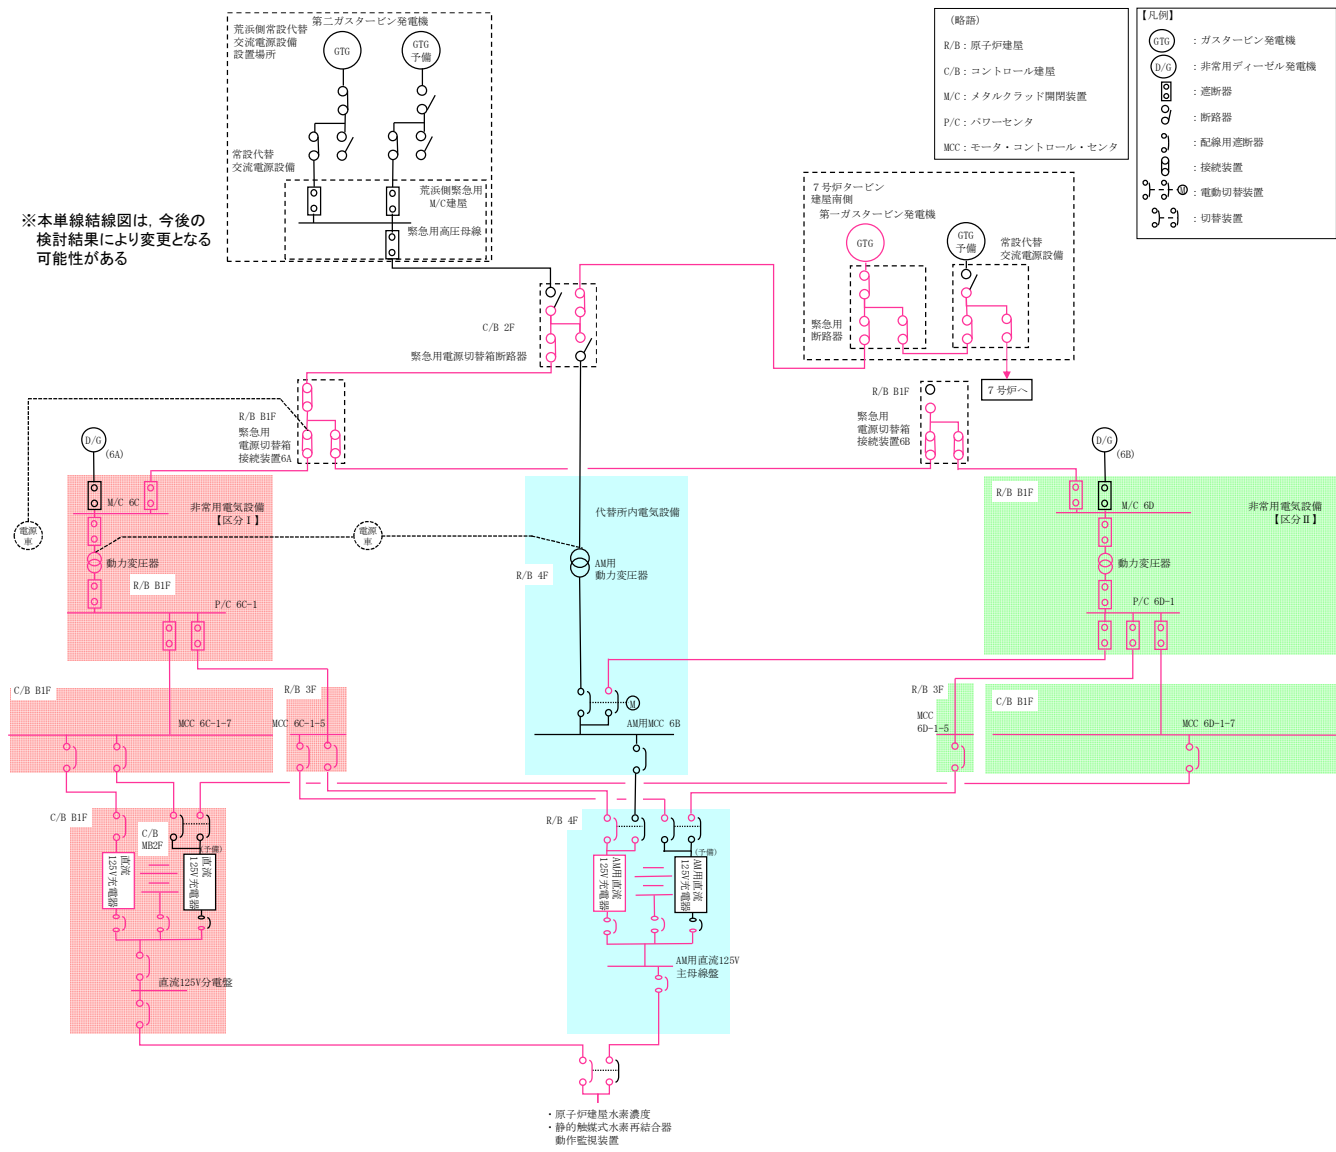 荒浜側常設代替
交流電源設備
設置場所
第二ガスタービン発電機
GTG
GTG
予備
常設代替
交流電源設備
荒浜側緊急用
M/C建屋
緊急用高圧母線
※本単線結線図は,今後の
検討結果により変更となる
可能性がある
(略語)
R/B:原子炉建屋
C/B:コントロール建屋
M/C:メタルクラッド開閉装置
P/C:パワーセンタ
MCC:モータ・コントロール・センタ
【凡例】
GTG :ガスタービン発電機
D/G :非常用ディーゼル発電機
:遮断器
:断路器
:配線用遮断器
:接続装置
M :電動切替装置
:切替装置
7号炉タービン
建屋南側
第一ガスタービン発電機
GTG
GTG
予備
常設代替
交流電源設備
緊急用
断路器
7号炉へ
C/B 2F
緊急用電源切替箱断路器
R/B B1F
緊急用
電源切替箱
接続装置6A
R/B B1F
緊急用
電源切替箱
接続装置6B
D/G
(6A)
D/G
(6B)
M/C 6C
非常用電気設備
【区分Ⅰ】
電源
車
電源
車
動力変圧器
R/B B1F
P/C 6C-1
代替所内電気設備
R/B 4F
AM用
動力変圧器
R/B B1F
M/C 6D
非常用電気設備
【区分Ⅱ】
動力変圧器
P/C 6D-1
C/B B1F
MCC 6C-1-7
R/B 3F
MCC 6C-1-5
M
AM用MCC 6B
R/B 3F
MCC
6D-1-5
C/B B1F
MCC 6D-1-7
C/B B1F
C/B
MB2F
(予備)
直流
125V充電器
直流
125V充電器
直流125V分電盤
R/B 4F
(予備)
AM用直流
125V充電器
AM用直流
125V充電器
AM用直流125V
主母線盤
・原子炉建屋水素濃度
・静的触媒式水素再結合器
動作監視装置